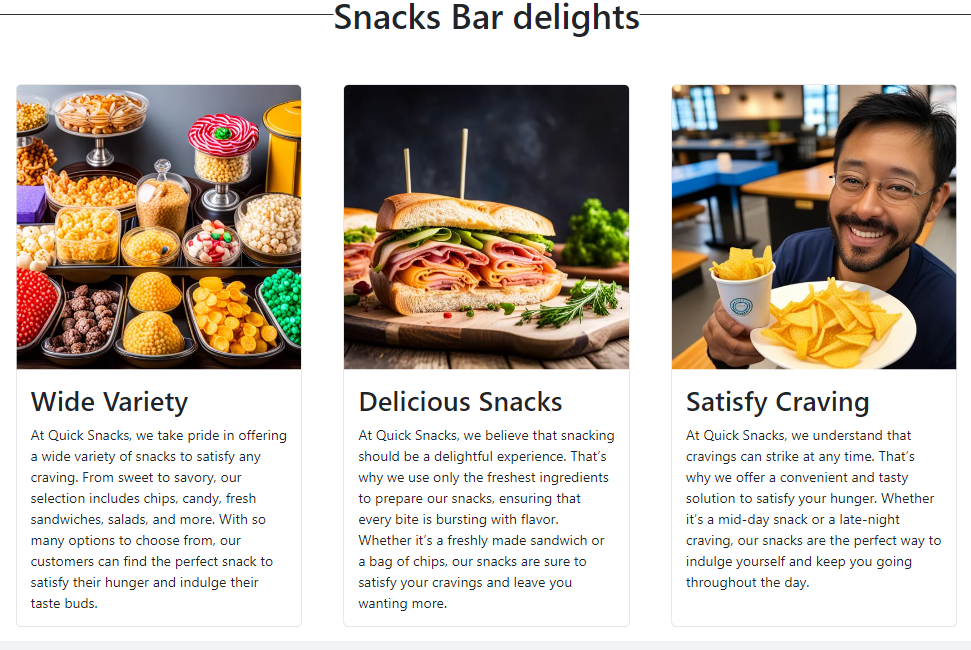 Snacks Bar delights
Wide Variety
At Quick Snacks, we take pride in offering
a wide variety of snacks to satisfy any
craving. From sweet to savory, our
selection includes chips, candy, fresh
sandwiches, salads, and more. With so
many options to choose from, our
customers can find the perfect snack to
satisfy their hunger and indulge their
taste buds.
Delicious Snacks
At Quick Snacks, we believe that snacking
should be a delightful experience. That’s
why we use only the freshest ingredients
to prepare our snacks, ensuring that
every bite is bursting with flavor.
Whether it’s a freshly made sandwich or
a bag of chips, our snacks are sure to
satisfy your cravings and leave you
wanting more.
Satisfy Craving
At Quick Snacks, we understand that
cravings can strike at any time. That’s
why we offer a convenient and tasty
solution to satisfy your hunger. Whether
it’s a mid-day snack or a late-night
craving, our snacks are the perfect way to
indulge yourself and keep you going
throughout the day.